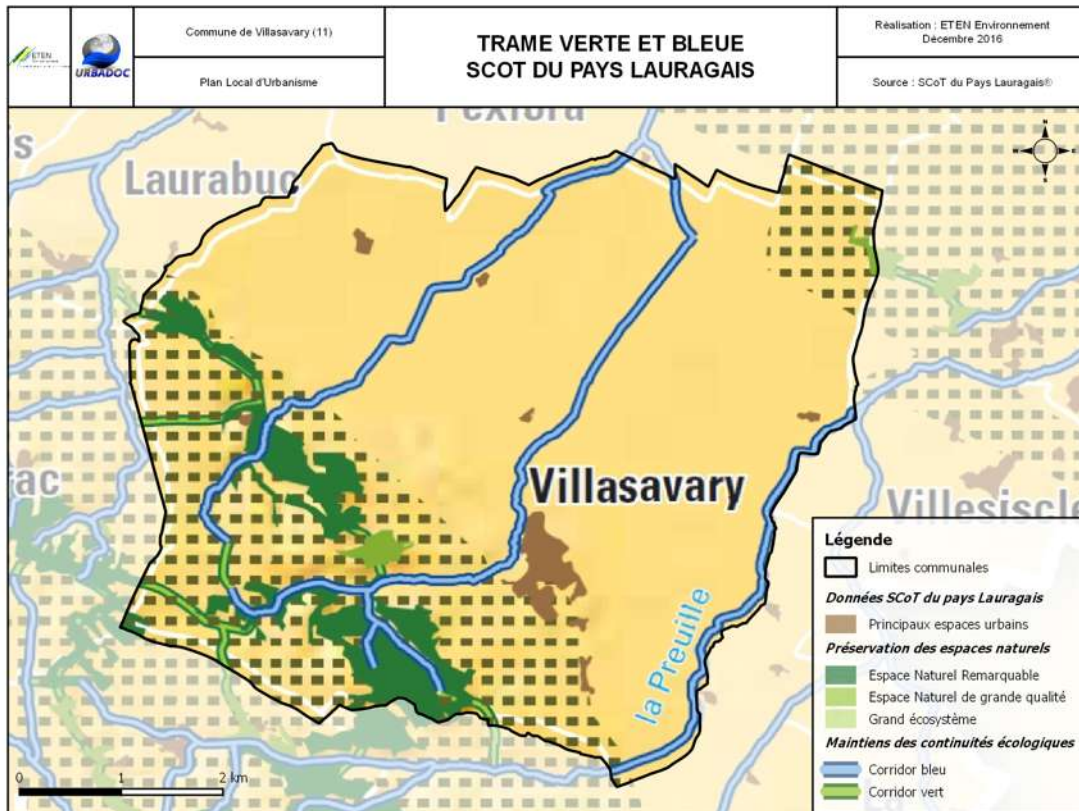 ETEN
URBADOC
Commune de Villasavary (11)
Plan Local d'Urbanisme
TRAME VERTE ET BLEUE
SCOT DU PAYS LAURAGAIS
Réalisation : ETEN Environnement
Décembre 2016
Source : SCoT du Pays Lauragais®
N
S
Laurabuc
Villasavary
Villesiscle
la Preuille
Légende
Limites communales
Données SCoT du pays Lauragais
Principaux espaces urbains
Préservation des espaces naturels
Espace Naturel Remarquable
Espace Naturel de grande qualité
Grand écosystème
Maintiens des continuités écologiques
Corridor bleu
Corridor vert
0 1 2 km